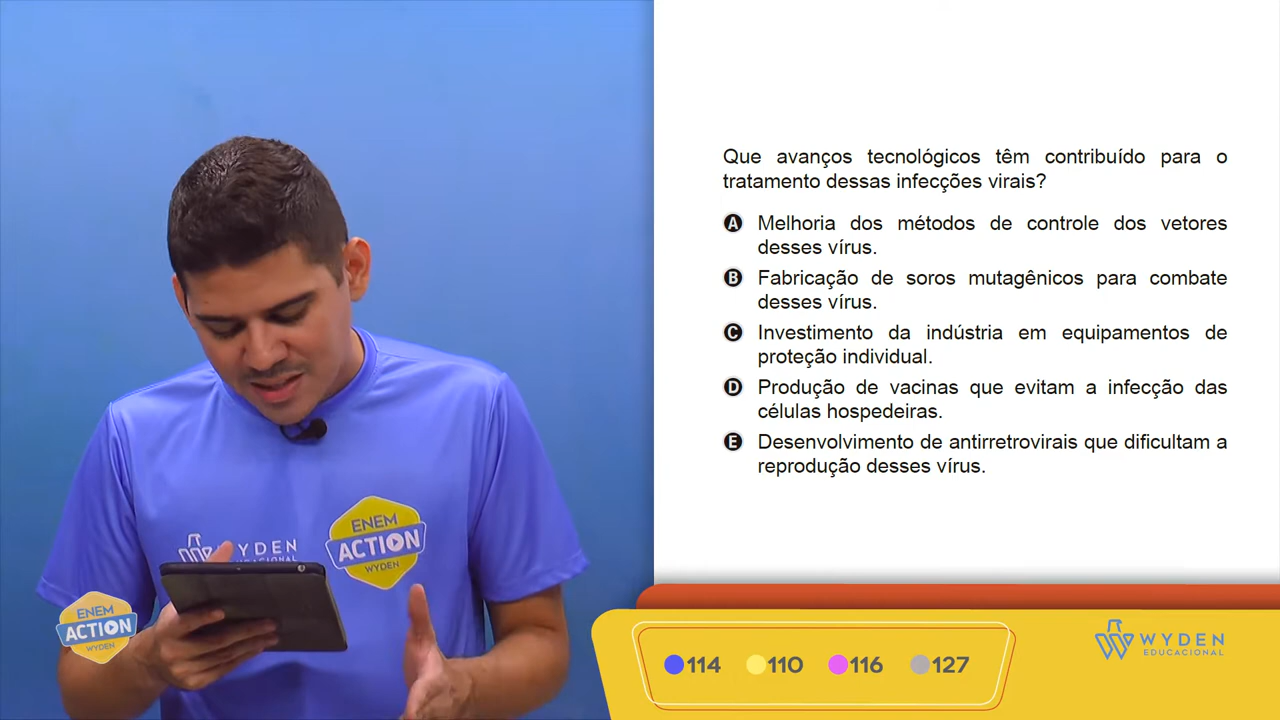 Que avanços tecnológicos têm contribuído para o
tratamento dessas infecções virais?
A Melhoria dos métodos de controle dos vetores
desses vírus.
B Fabricação de soros mutagênicos para combate
desses vírus.
C Investimento da indústria em equipamentos de
proteção individual.
D Produção de vacinas que evitam a infecção das
células hospedeiras.
E Desenvolvimento de antirretrovirais que dificultam a
reprodução desses vírus.
ENEM
ACTION
WYDEN
YDEN
EDUCACIONAL
ENEM
ACTION
WYDEN
114 110 116 127
WYDEN
EDUCACIONAL